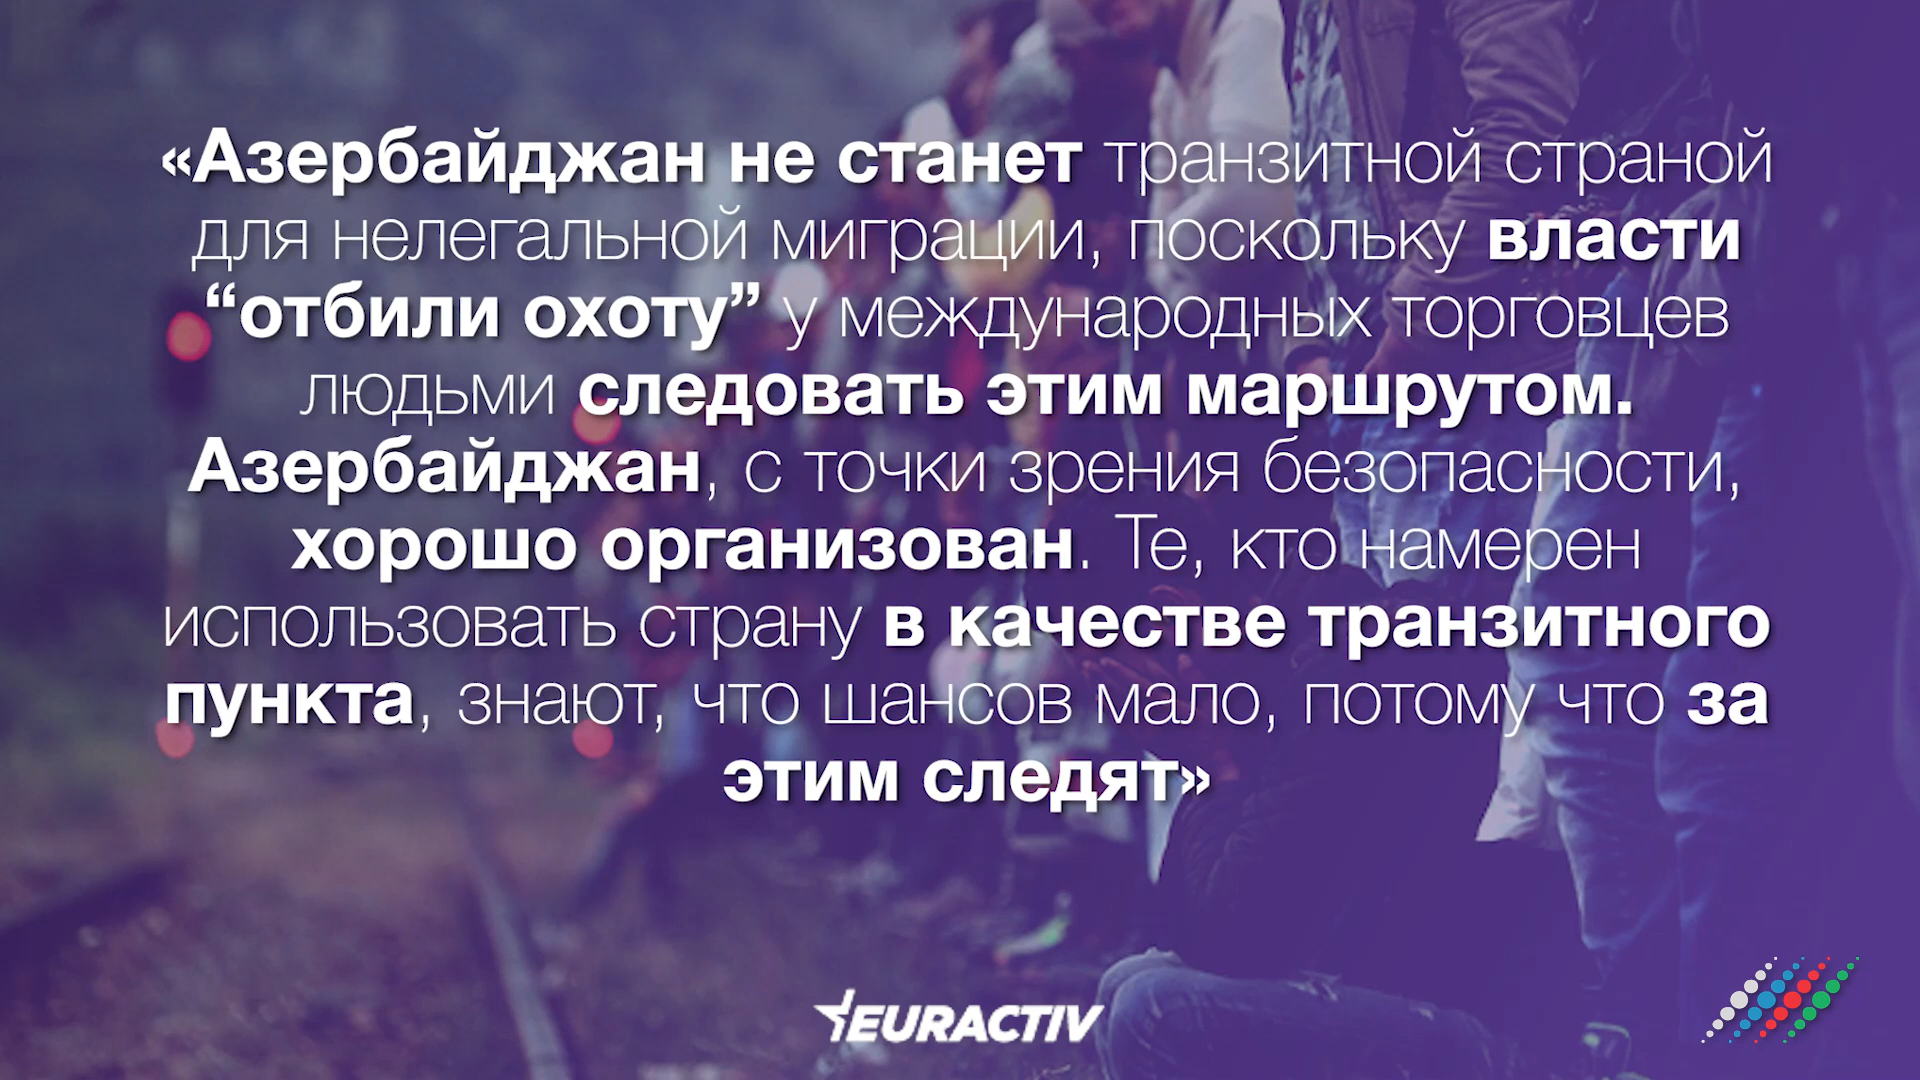 «Азербайджан не станет транзитной страной
для нелегальной миграции, поскольку власти
“отбили охоту” у международных торговцев
людьми следовать этим маршрутом.
Азербайджан, с точки зрения безопасности,
хорошо организован. Те, кто намерен
использовать страну в качестве транзитного
пункта, знают, что шансов мало, потому что за
этим следят»
EURACTIV